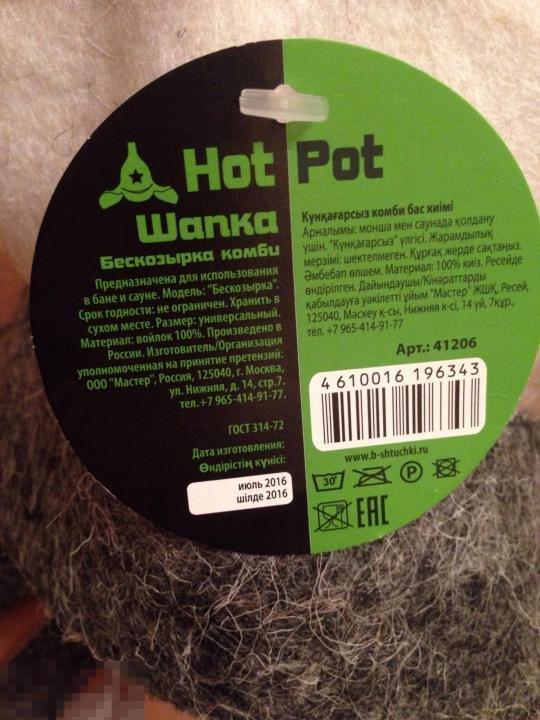 Hot Pot
Шапка
Бескозырка комби
Предназначена для использования
в бане и сауне. Модель: "Бескозырка".
Срок годности: не ограничен. Хранить в
сухом месте. Размер: универсальный.
Материал: войлок 100%. Произведено в
России. Изготовитель/Организация
уполномоченная на принятие претензий:
ООО "Мастер", Россия, 125040, г. Москва,
ул. Нижняя, д. 14, стр.7.
тел.+7 965-414-91-77.
ГОСТ 314-72
Дата изготовления:
Өндірістің күнісі:
июль 2016
шілде 2016
Күнқағарсыз комби бас киімі
Арналымы: монша мен саунада қолдану
үшін. "Күнқағарсыз" үлгісі. Жарамдылық
мерзімі: шектелмеген. Құрғақ жерде сақтаңыз.
Әмбебап өлшем. Материал: 100% киіз. Ресейде
өндірілген. Дайындаушы/Кінәраттарды
қабылдауға уәкілетті ұйым "Мастер" ЖШҚ, Ресей,
125040, Мәскеу қ-сы, Нижняя к-сі, 14 үй, 7құр.,
тел. +7 965-414-91-77
Арт.: 41206
4 610016 196343
www.b-shtuchki.ru
30° P
EAC